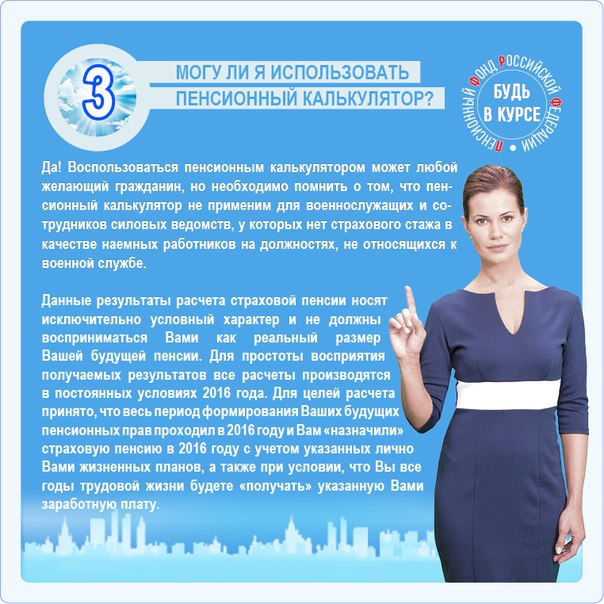 3
МОГУ ЛИ Я ИСПОЛЬЗОВАТЬ
ПЕНСИОННЫЙ КАЛЬКУЛЯТОР?
ПЕНСИОННЫЙ ФОНД РОССИЙСКОЙ ФЕДЕРАЦИИ
БУДЬ
В КУРСЕ
Да! Воспользоваться пенсионным калькулятором может любой
желающий гражданин, но необходимо помнить о том, что пен-
сионный калькулятор не применим для военнослужащих и со-
трудников силовых ведомств, у которых нет страхового стажа в
качестве наемных работников на должностях, не относящихся к
военной службе.
Данные результаты расчета страховой пенсии носят
исключительно условный характер и не должны
восприниматься Вами как реальный размер
Вашей будущей пенсии. Для простоты восприятия
получаемых результатов все расчеты производятся
в постоянных условиях 2016 года. Для целей расчета
принято, что весь период формирования Ваших будущих
пенсионных прав проходил в 2016 году и Вам «назначили»
страховую пенсию в 2016 году с учетом указанных лично
Вами жизненных планов, а также при условии, что Вы все
годы трудовой жизни будете «получать» указанную Вами
заработную плату.